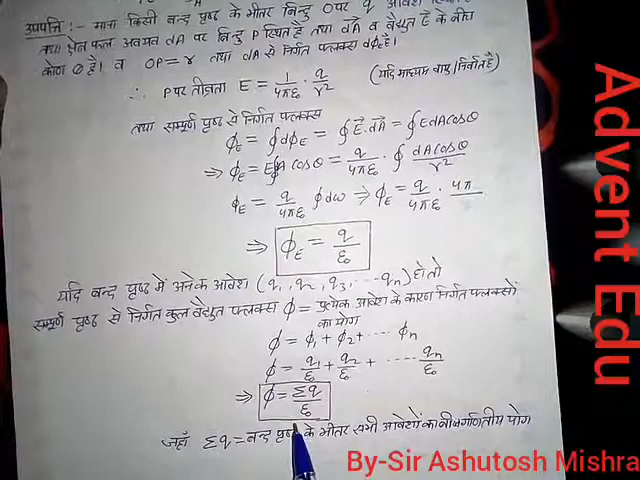 उपपत्ति :- माना किसी बन्द पृष्ठ के भीतर बिन्दु O पर q आवेश
तथा क्षेत्रफल अवयव dA पर बिन्दु P स्थित है तथा dA⃗ व वैद्युत E⃗ के बीच
कोण θ है। व OP = r तथा dA से निर्गत फ्लक्स dΦE है।
∴ P पर तीव्रता E = 1/4πε₀ · q/r² (यदि माध्यम वायु/निर्वात है)
तथा सम्पूर्ण पृष्ठ से निर्गत फ्लक्स
ϕE = ∮dϕE = ∮E⃗.dA⃗ = ∮EdAcosθ
⇒ ϕE = E∮dA cosθ = q/4πε₀ · ∮ dAcosθ/r²
ϕE = q/4πε₀ ∮dω ⇒ ϕE = q/4πε₀ · 4π
⇒ ϕE = q/ε₀
यदि बन्द पृष्ठ में अनेक आवेश (q₁, q₂, q₃, ---qn) हो तो
सम्पूर्ण पृष्ठ से निर्गत कुल वैद्युत फ्लक्स ϕ = प्रत्येक आवेश के कारण निर्गत फ्लक्सों
का योग
ϕ = ϕ₁ + ϕ₂ + ---- ϕn
ϕ = q₁/ε₀ + q₂/ε₀ + ---- qn/ε₀
⇒ ϕ = Σq/ε₀
जहाँ Σq = बन्द पृष्ठ के भीतर सभी आवेशों का बीजगणितीय योग
Advent Edu
By-Sir Ashutosh Mishra